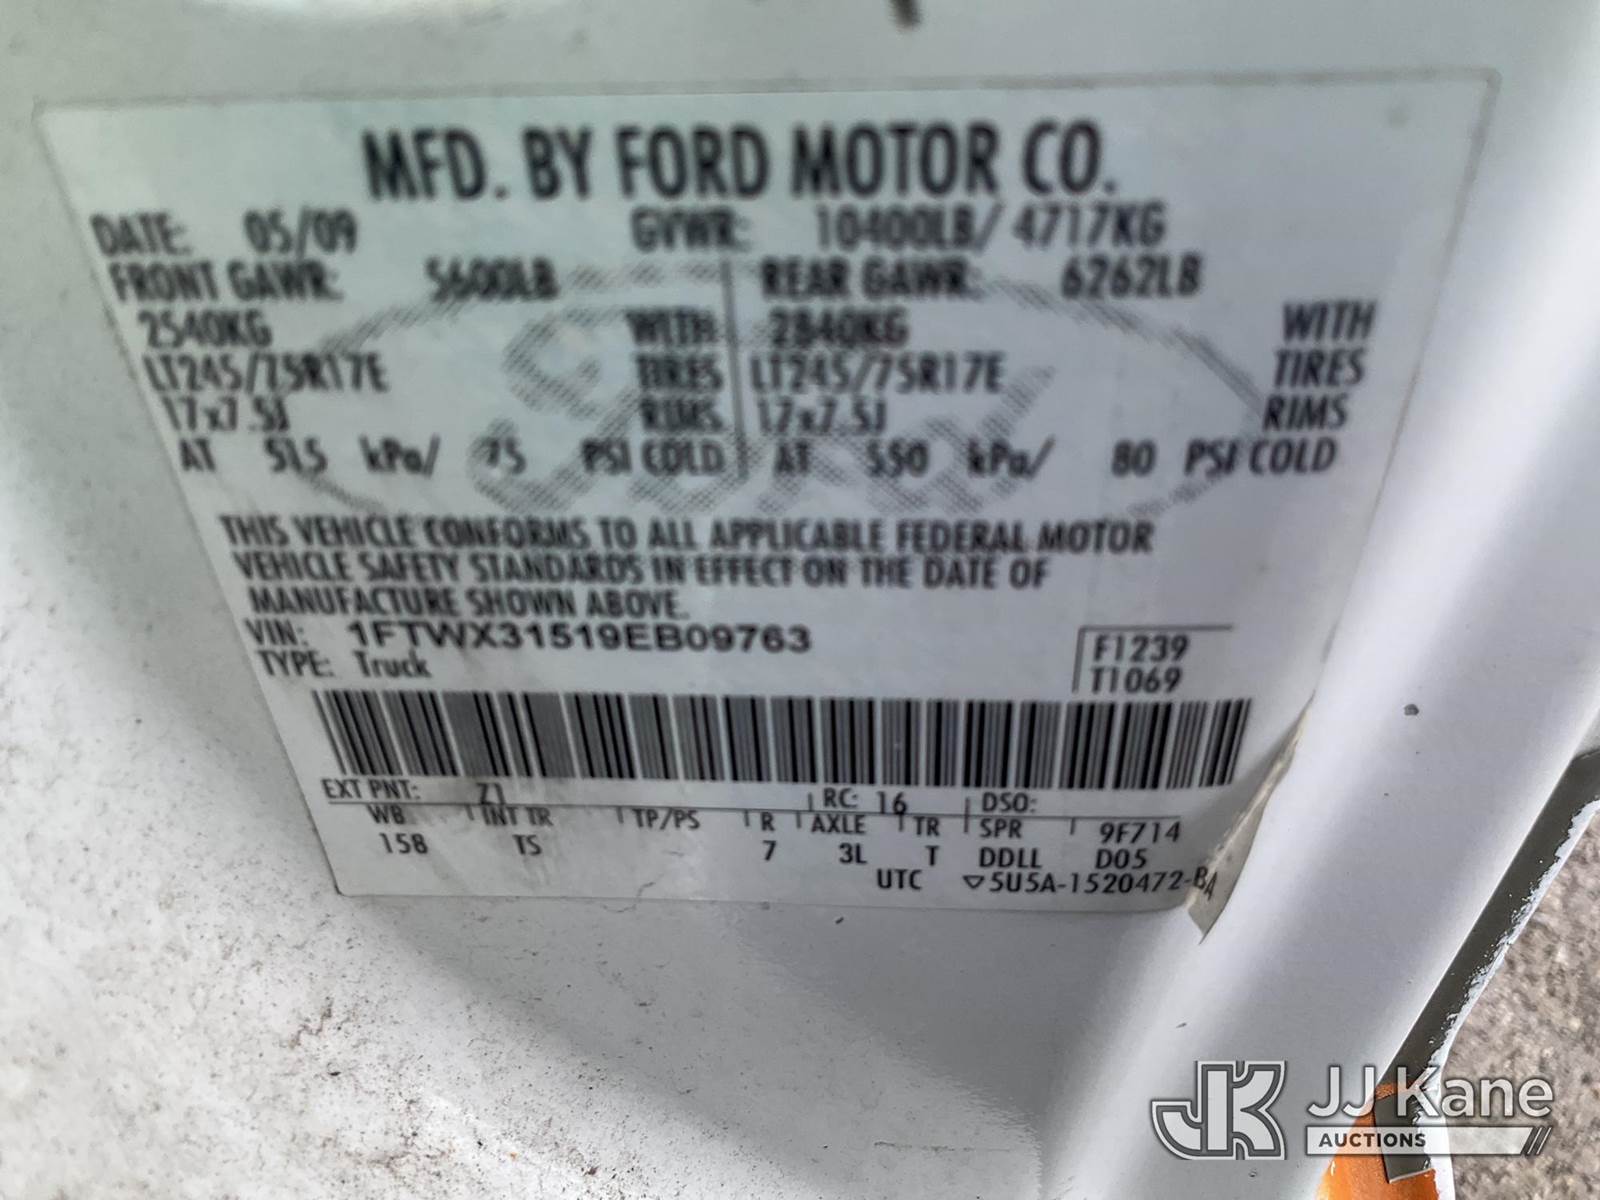 MFD. BY FORD MOTOR CO.
DATE: 05/09 GVWR: 10400LB/ 4717KG
FRONT GAWR: 5600LB REAR GAWR: 6262LB
2540KG WITH 2840KG WITH
LT245/75R17E TIRES LT245/75R17E TIRES
17x7.5J RIMS 17x7.5J RIMS
AT 515 kPa/ 75 PSI COLD AT 550 kPa/ 80 PSI COLD
THIS VEHICLE CONFORMS TO ALL APPLICABLE FEDERAL MOTOR
VEHICLE SAFETY STANDARDS IN EFFECT ON THE DATE OF
MANUFACTURE SHOWN ABOVE.
VIN: 1FTWX31519EB09763 F1239
TYPE: Truck T1069
EXT PNT: Z1 RC: 16 DSO:
WB INT TR TP/PS R AXLE TR SPR 9F714
158 TS 7 3L T DDLL D05
UTC ▽5U5A-1520472-BA
JK JJ Kane
AUCTIONS